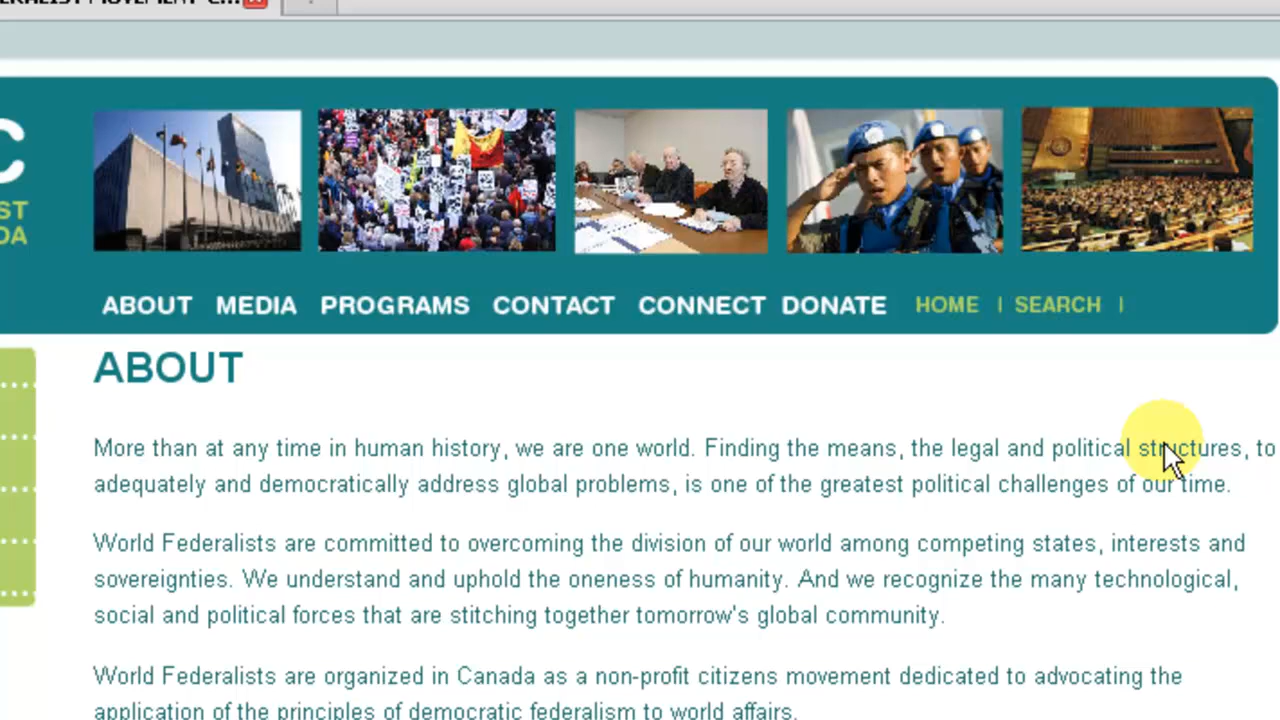 C
ST
DA
ABOUT MEDIA PROGRAMS CONTACT CONNECT DONATE HOME | SEARCH |
ABOUT
More than at any time in human history, we are one world. Finding the means, the legal and political structures, to
adequately and democratically address global problems, is one of the greatest political challenges of our time.
World Federalists are committed to overcoming the division of our world among competing states, interests and
sovereignties. We understand and uphold the oneness of humanity. And we recognize the many technological,
social and political forces that are stitching together tomorrow's global community.
World Federalists are organized in Canada as a non-profit citizens movement dedicated to advocating the
application of the principles of democratic federalism to world affairs.